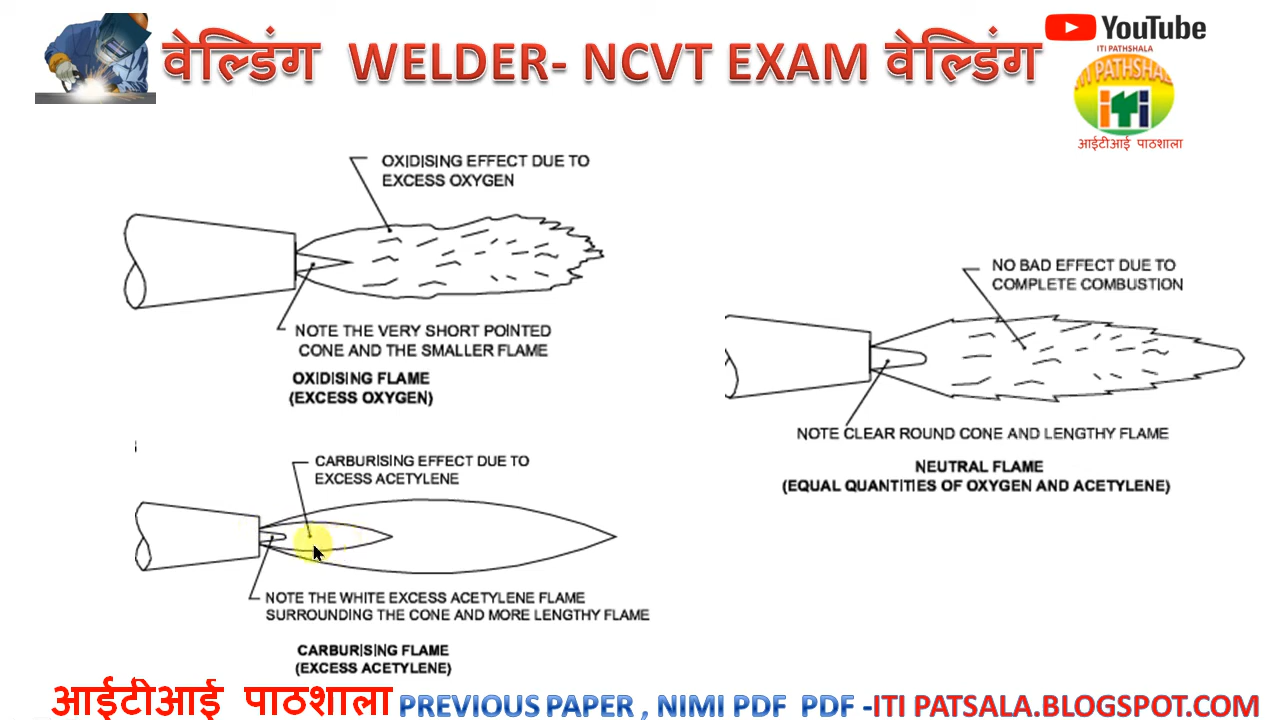 वेल्डिंग WELDER- NCVT EXAM वेल्डिंग
YouTube
ITI PATHSHALA
ITI PATHSHAL
iTi
आईटीआई पाठशाला
OXIDISING EFFECT DUE TO
EXCESS OXYGEN
NOTE THE VERY SHORT POINTED
CONE AND THE SMALLER FLAME
OXIDISING FLAME
(EXCESS OXYGEN)
NO BAD EFFECT DUE TO
COMPLETE COMBUSTION
NOTE CLEAR ROUND CONE AND LENGTHY FLAME
NEUTRAL FLAME
(EQUAL QUANTITIES OF OXYGEN AND ACETYLENE)
CARBURISING EFFECT DUE TO
EXCESS ACETYLENE
NOTE THE WHITE EXCESS ACETYLENE FLAME
SURROUNDING THE CONE AND MORE LENGTHY FLAME
CARBURISING FLAME
(EXCESS ACETYLENE)
आईटीआई पाठशाला PREVIOUS PAPER , NIMI PDF PDF -ITI PATSALA.BLOGSPOT.COM